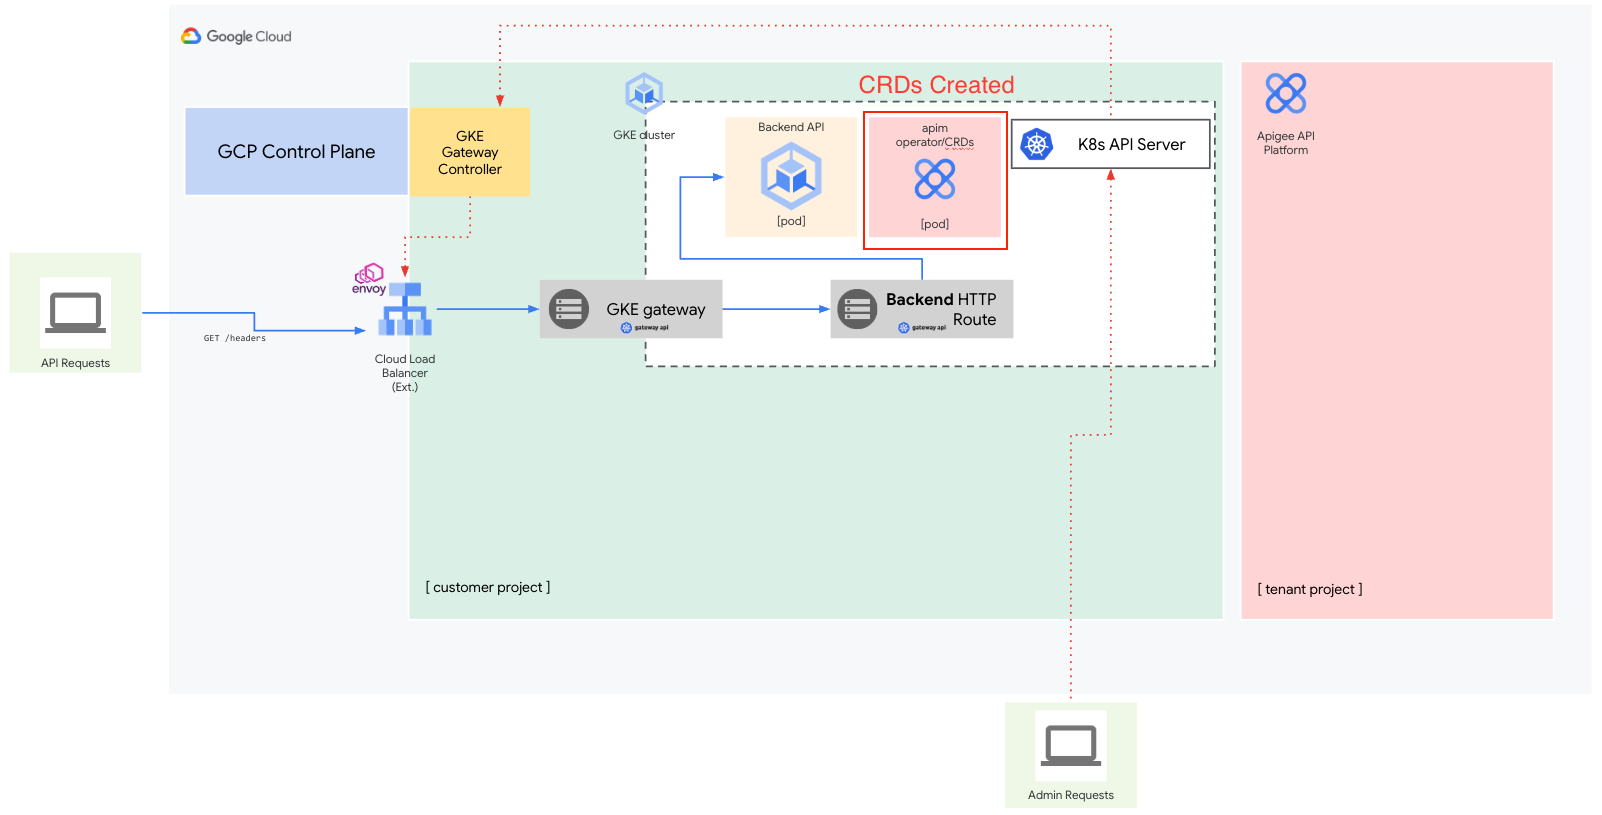 Google Cloud
CRDs Created
GCP Control Plane
GKE
Gateway
Controller
GKE cluster
Backend API
[pod]
apim
operator/CRDs
[pod]
K8s API Server
Apigee API
Platform
API Requests
GET /headers
envoy
Cloud Load
Balancer
(Ext.)
GKE gateway
gateway api
Backend HTTP
Route
gateway api
[ customer project ]
[ tenant project ]
Admin Requests